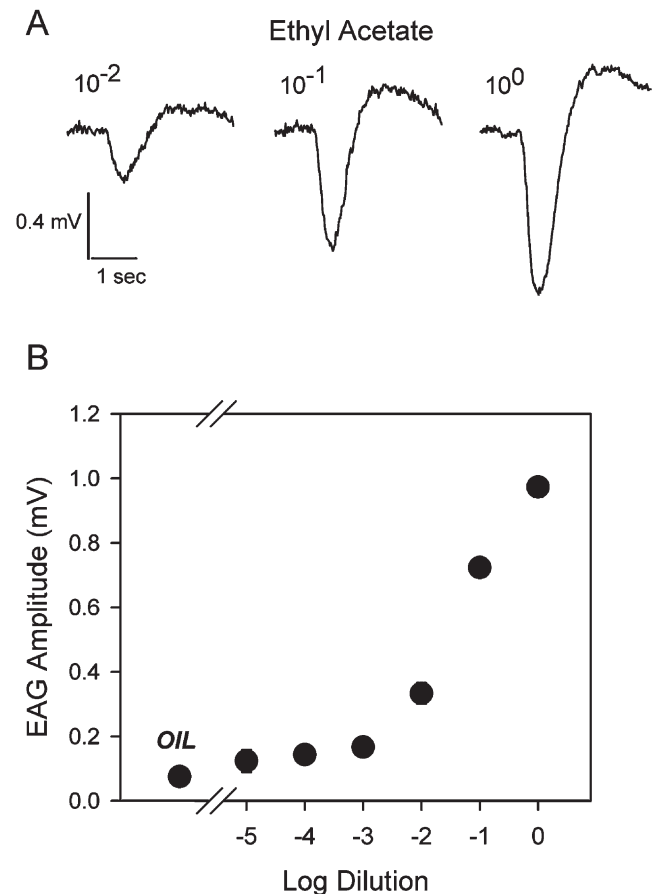 A
Ethyl Acetate
10-2
10-1
100
0.4 mV
1 sec
B
1.2
1.0
0.8
0.6
0.4
0.2
0.0
EAG Amplitude (mV)
OIL
-5 -4 -3 -2 -1 0
Log Dilution